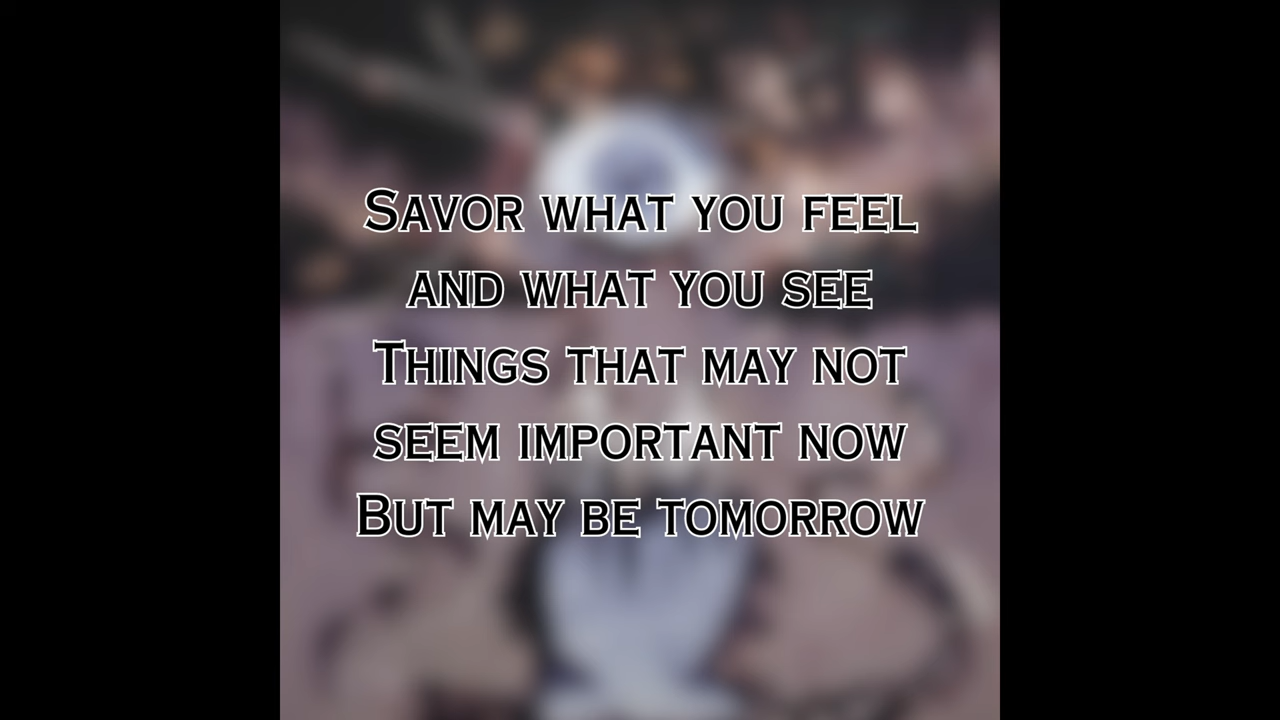 Savor what you feel
and what you see
Things that may not
seem important now
But may be tomorrow